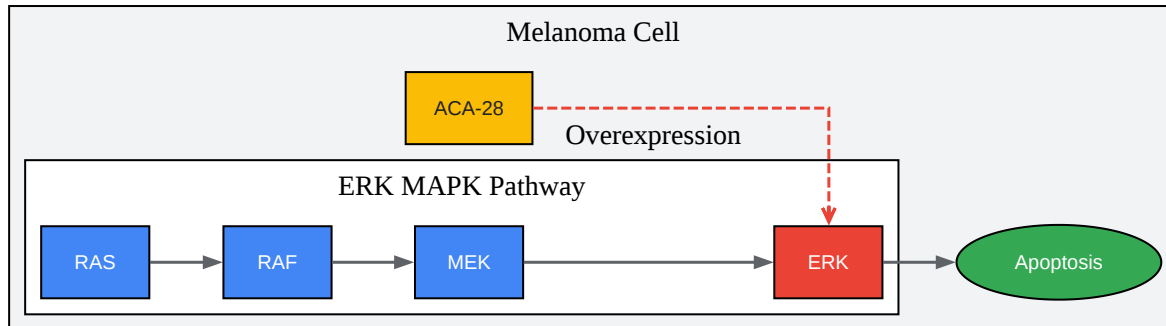 Melanoma Cell
ACA-28
Overexpression
ERK MAPK Pathway
RAS
RAF
MEK
ERK
Apoptosis